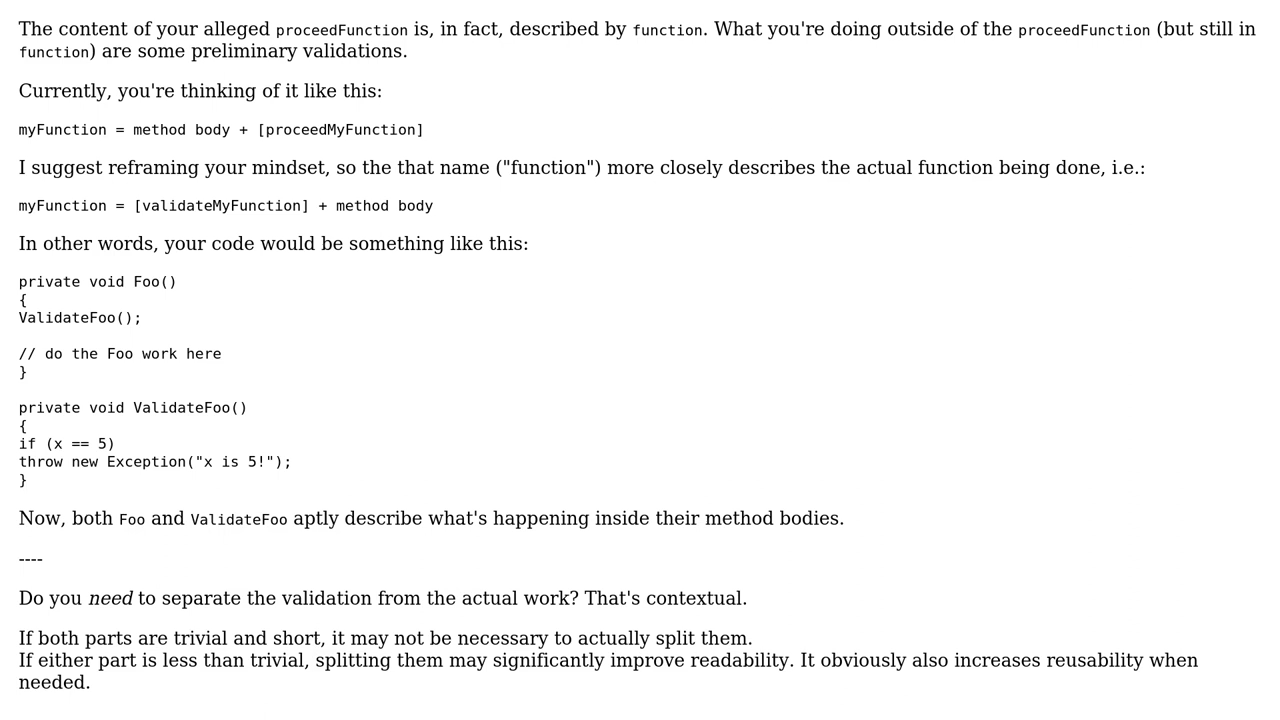 The content of your alleged proceedFunction is, in fact, described by function. What you're doing outside of the proceedFunction (but still in
function) are some preliminary validations.
Currently, you're thinking of it like this:
myFunction = method body + [proceedMyFunction]
I suggest reframing your mindset, so the that name ("function") more closely describes the actual function being done, i.e.:
myFunction = [validateMyFunction] + method body
In other words, your code would be something like this:
private void Foo()
{
ValidateFoo();
// do the Foo work here
}
private void ValidateFoo()
{
if (x == 5)
throw new Exception("x is 5!");
}
Now, both Foo and ValidateFoo aptly describe what's happening inside their method bodies.
----
Do you need to separate the validation from the actual work? That's contextual.
If both parts are trivial and short, it may not be necessary to actually split them.
If either part is less than trivial, splitting them may significantly improve readability. It obviously also increases reusability when
needed.